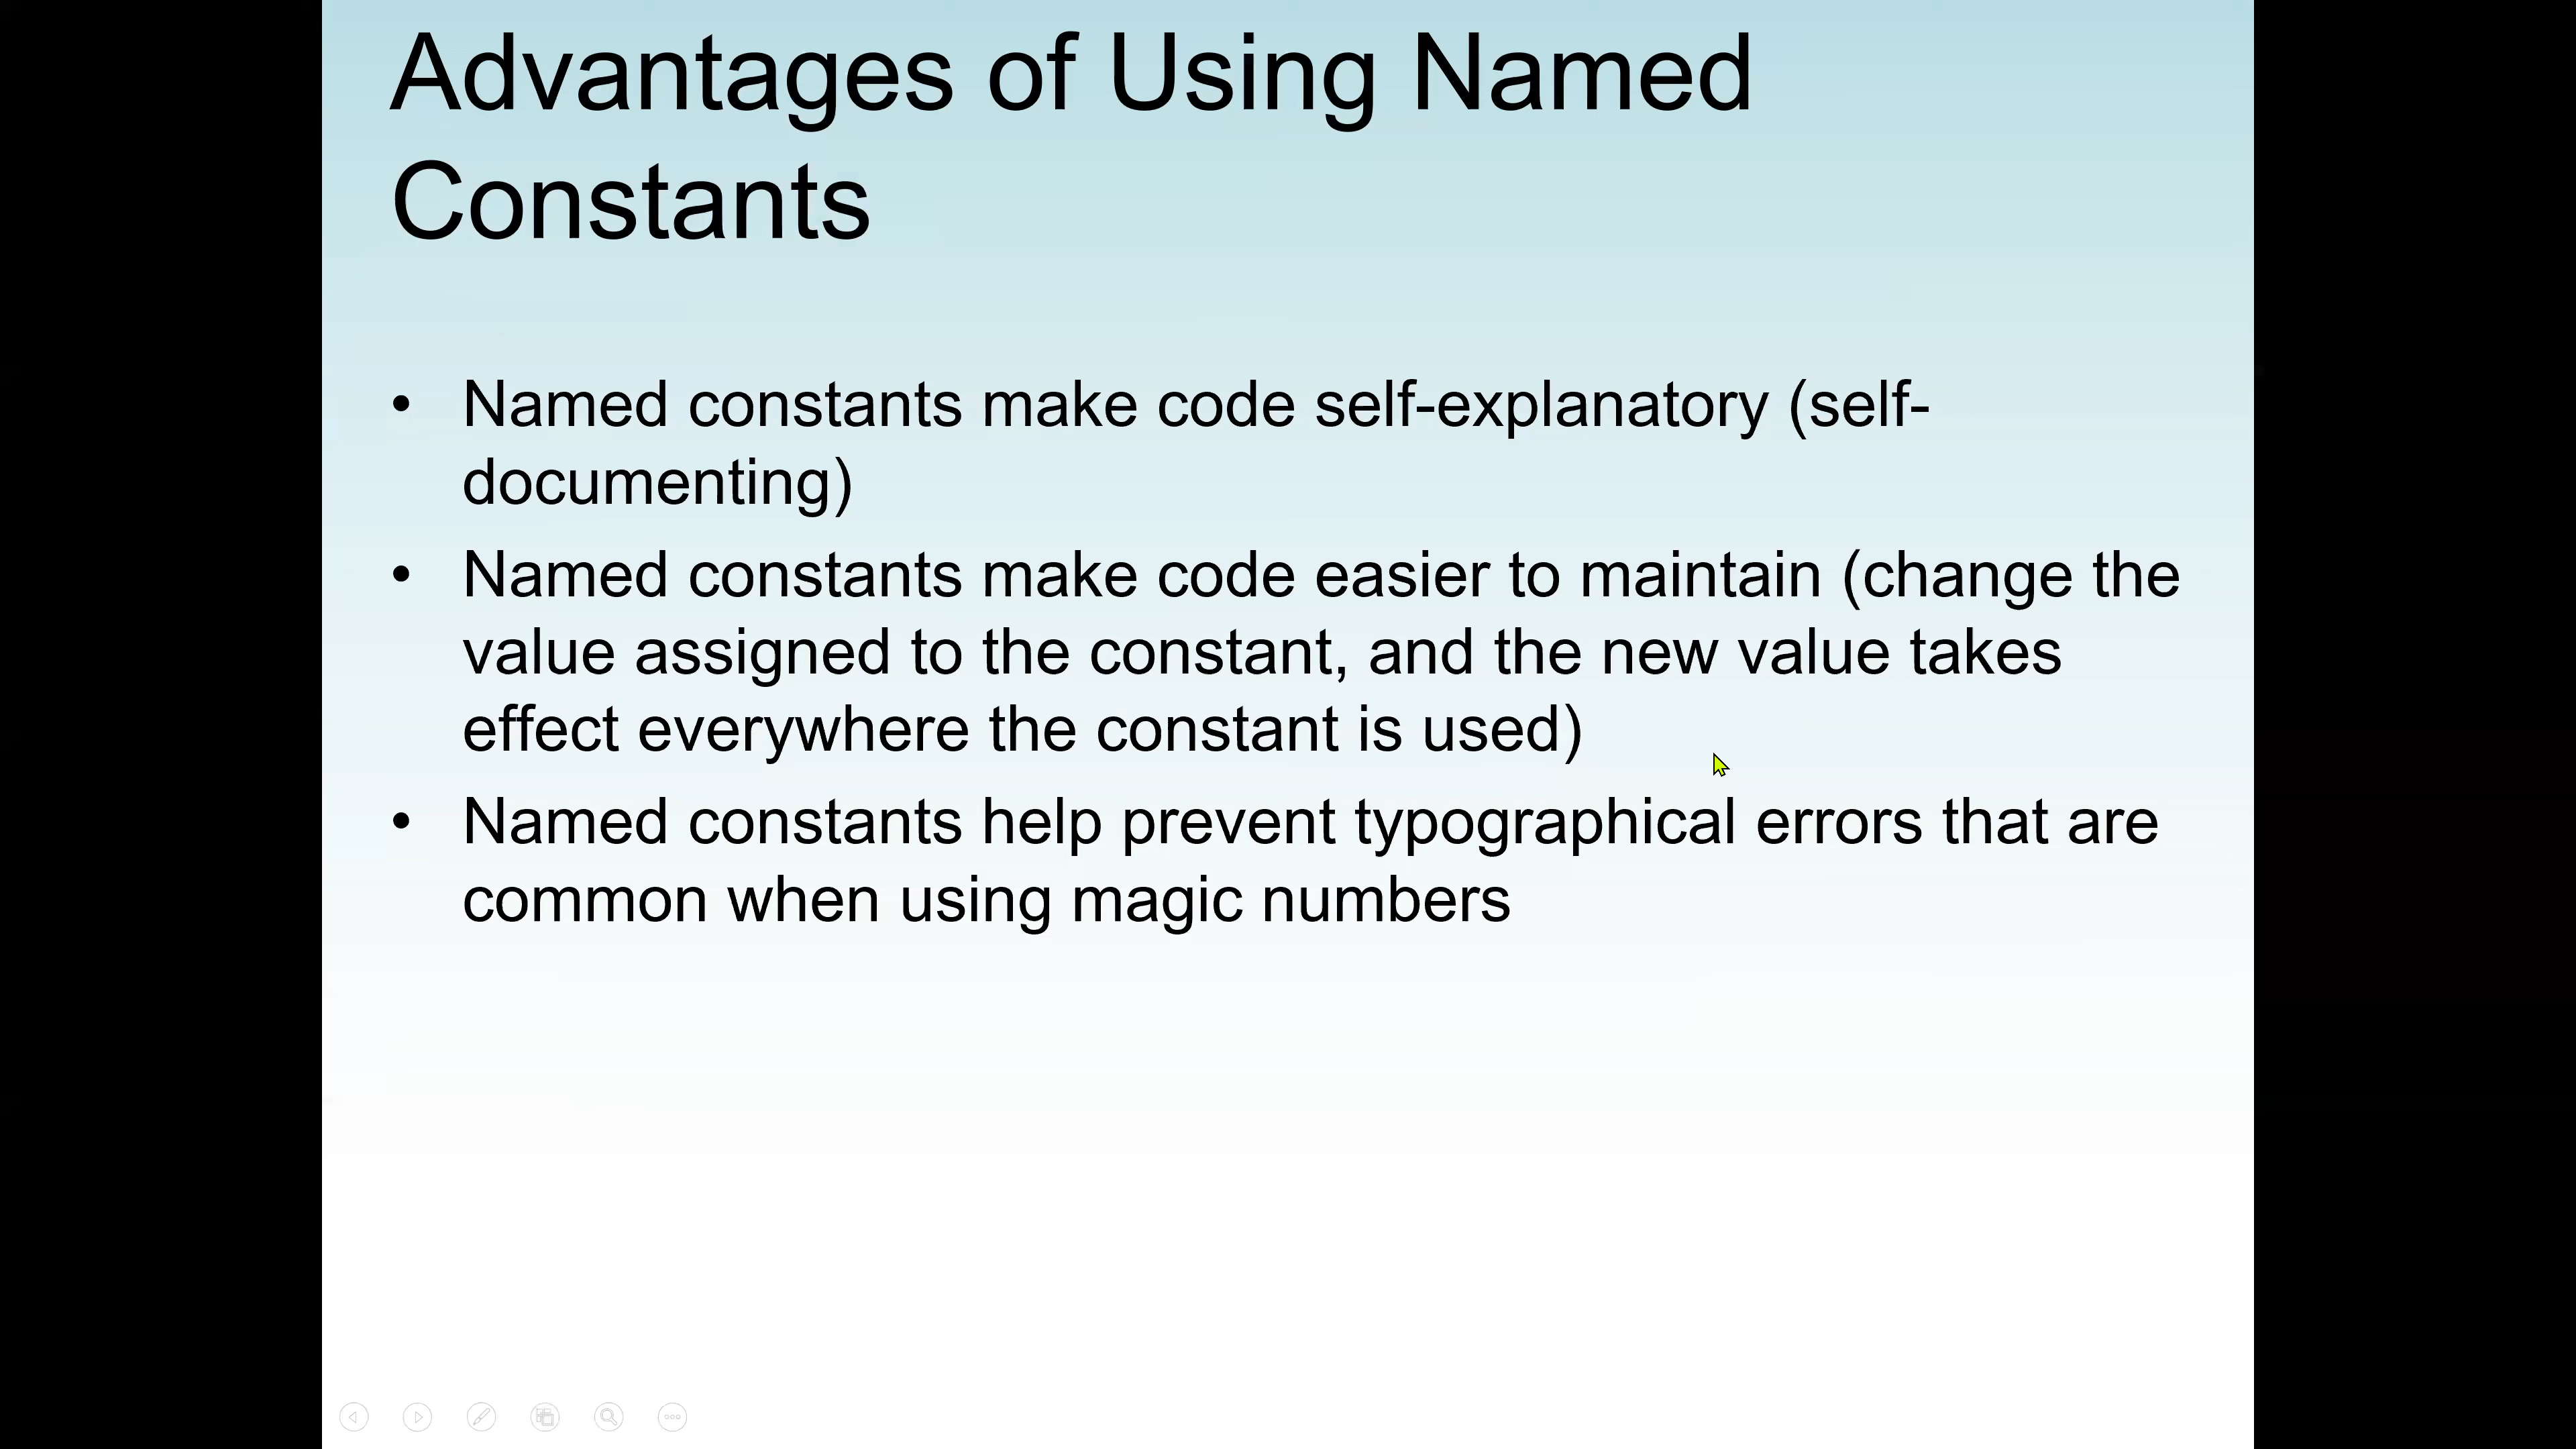 Advantages of Using Named
Constants
• Named constants make code self-explanatory (self-
documenting)
• Named constants make code easier to maintain (change the
value assigned to the constant, and the new value takes
effect everywhere the constant is used)
• Named constants help prevent typographical errors that are
common when using magic numbers